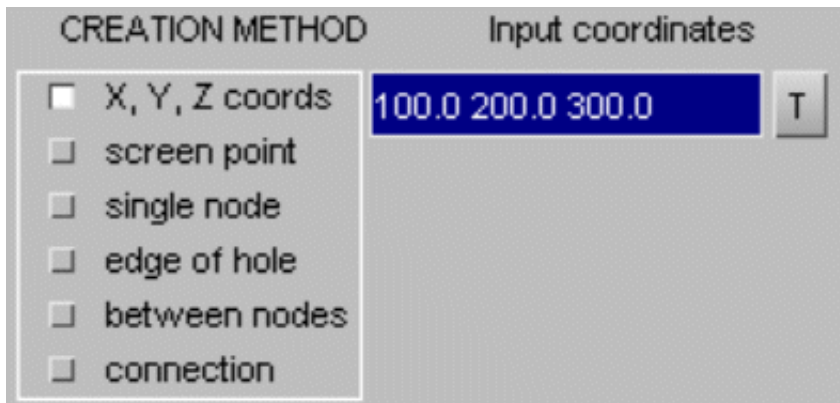 CREATION METHOD Input coordinates
X, Y, Z coords 100.0 200.0 300.0 T
screen point
single node
edge of hole
between nodes
connection